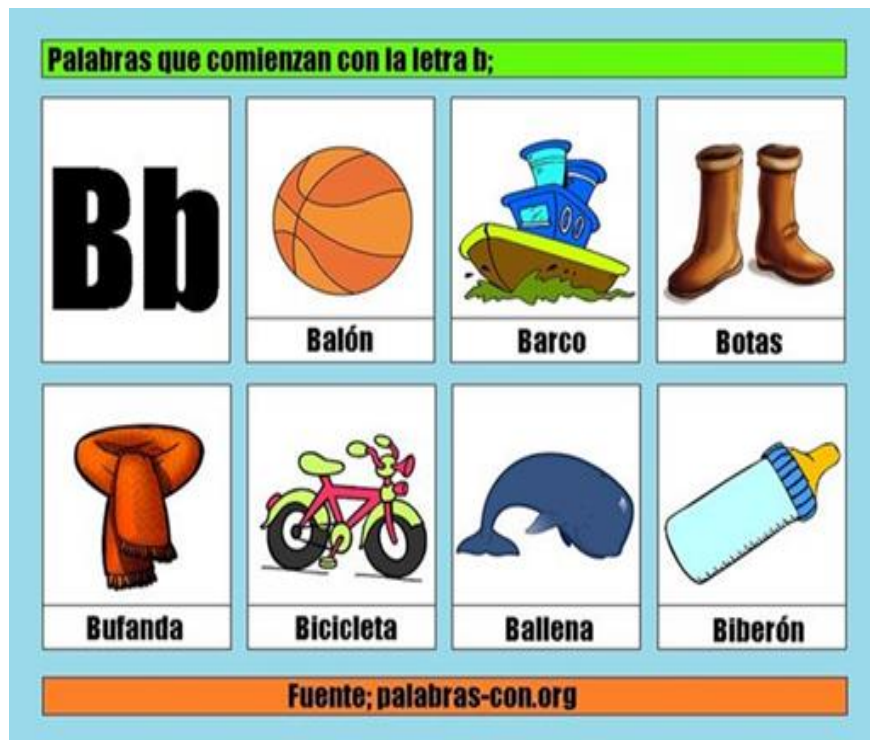 Palabras que comienzan con la letra b;
Bb
Balón
Barco
Botas
Bufanda
Bicicleta
Ballena
Biberón
Fuente; palabras-con.org